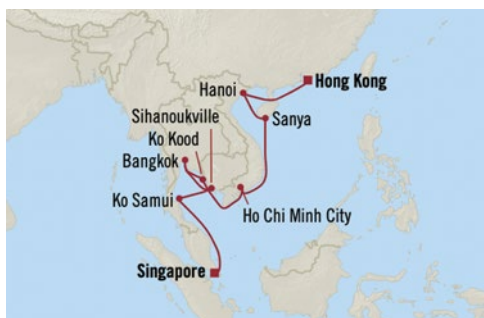 Hong Kong
Hanoi
Sihanoukville
Sanya
Ko Kood
Bangkok
Ko Samui
Ho Chi Minh City
Singapore